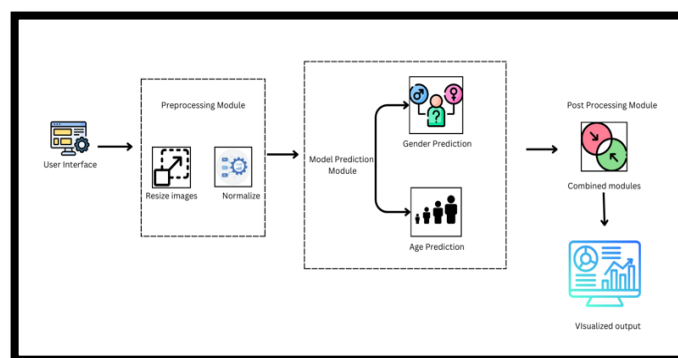 User Interface
Preprocessing Module
Resize images
Normalize
Model Prediction
Module
Gender Prediction
Age Prediction
Post Processing Module
Combined modules
VIsualized output